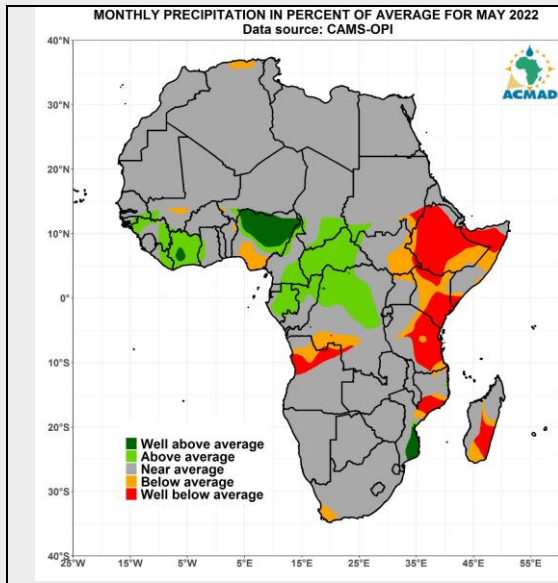 MONTHLY PRECIPITATION IN PERCENT OF AVERAGE FOR MAY 2022
Data source: CAMS-OPI
ACMAD
40°N
30°N
20°N
10°N
0°
10°S
20°S
30°S
40°S
Well above average
Above average
Near average
Below average
Well below average
25°W 15°W 5°W 5°E 15°E 25°E 35°E 45°E 55°E